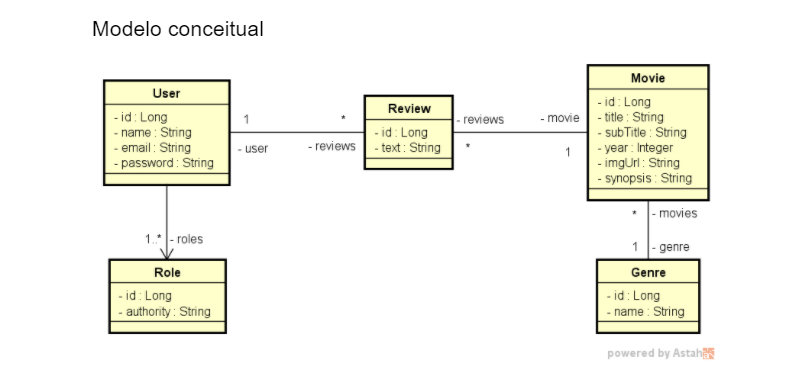 Modelo conceitual
User
- id : Long
- name : String
- email : String
- password : String
1
*
- user
- reviews
Review
- id : Long
- text : String
- reviews
- movie
*
1
Movie
- id : Long
- title : String
- subTitle : String
- year : Integer
- imgUrl : String
- synopsis : String
1..* - roles
* - movies
1 - genre
Role
- id : Long
- authority : String
Genre
- id : Long
- name : String
powered by Astah